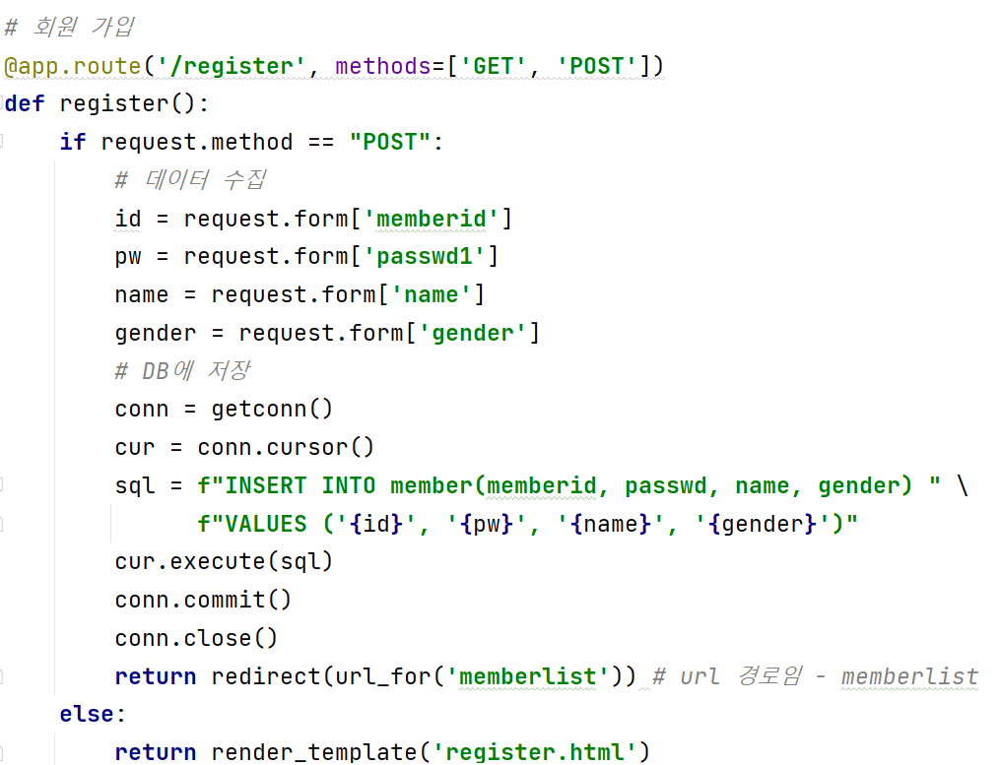 # 회원 가입
@app.route('/register', methods=['GET', 'POST'])
def register():
    if request.method == "POST":
        # 데이터 수집
        id = request.form['memberid']
        pw = request.form['passwd1']
        name = request.form['name']
        gender = request.form['gender']
        # DB에 저장
        conn = getconn()
        cur = conn.cursor()
        sql = f"INSERT INTO member(memberid, passwd, name, gender) " \
              f"VALUES ('{id}', '{pw}', '{name}', '{gender}')"
        cur.execute(sql)
        conn.commit()
        conn.close()
        return redirect(url_for('memberlist')) # url 경로임 - memberlist
    else:
        return render_template('register.html')